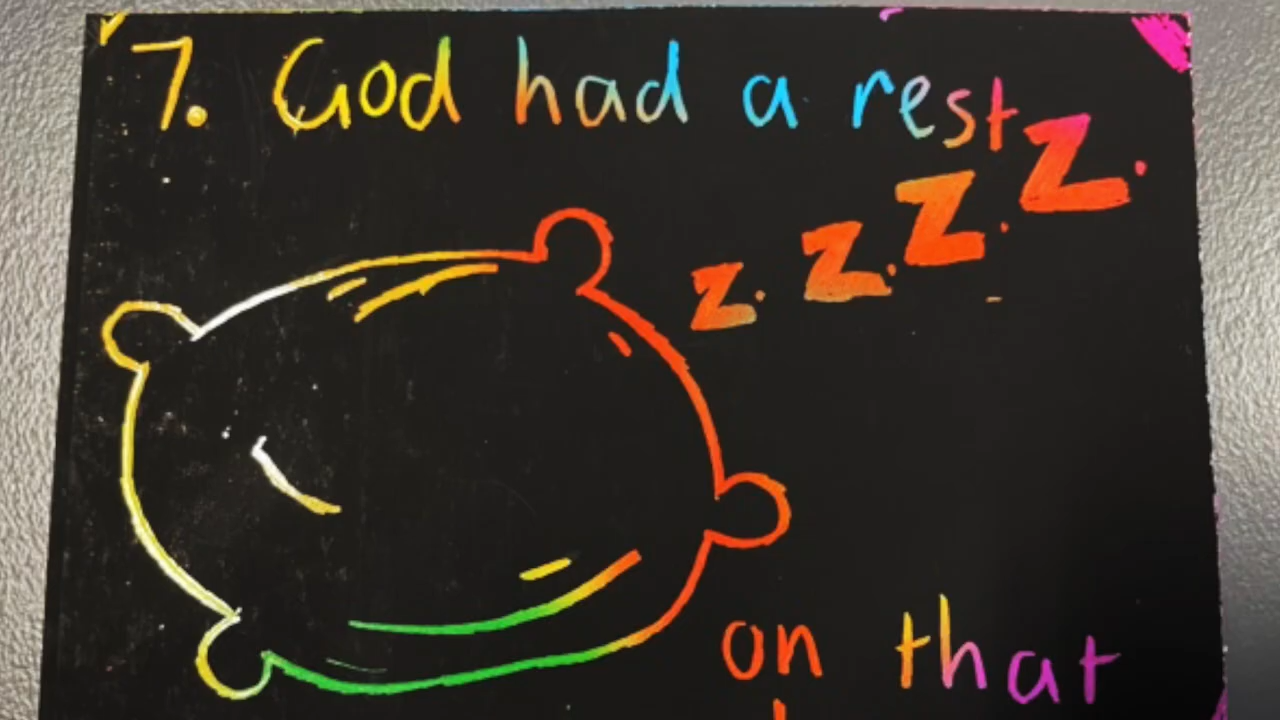 7. God had a rest
z. z. z. z.
on that